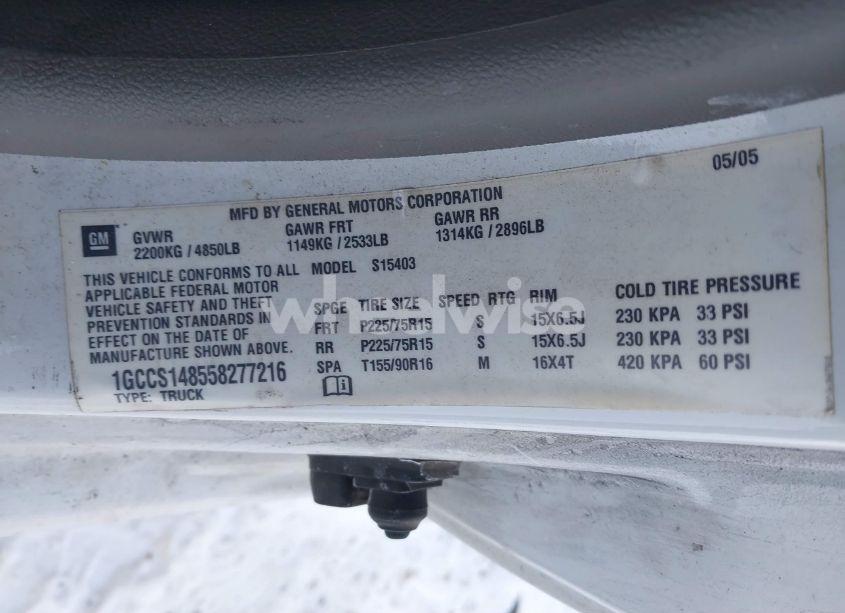 05/05
MFD BY GENERAL MOTORS CORPORATION
GM
GVWR GAWR FRT GAWR RR
2200KG / 4850LB 1149KG / 2533LB 1314KG / 2896LB
THIS VEHICLE CONFORMS TO ALL
APPLICABLE FEDERAL MOTOR
VEHICLE SAFETY AND THEFT
PREVENTION STANDARDS IN
EFFECT ON THE DATE OF
MANUFACTURE SHOWN ABOVE.
1GCCS148558277216
TYPE: TRUCK
MODEL S15403
SPGE TIRE SIZE SPEED RTG RIM COLD TIRE PRESSURE
FRT P225/75R15 S 15X6.5J 230 KPA 33 PSI
RR P225/75R15 S 15X6.5J 230 KPA 33 PSI
SPA T155/90R16 M 16X4T 420 KPA 60 PSI
wheelwise